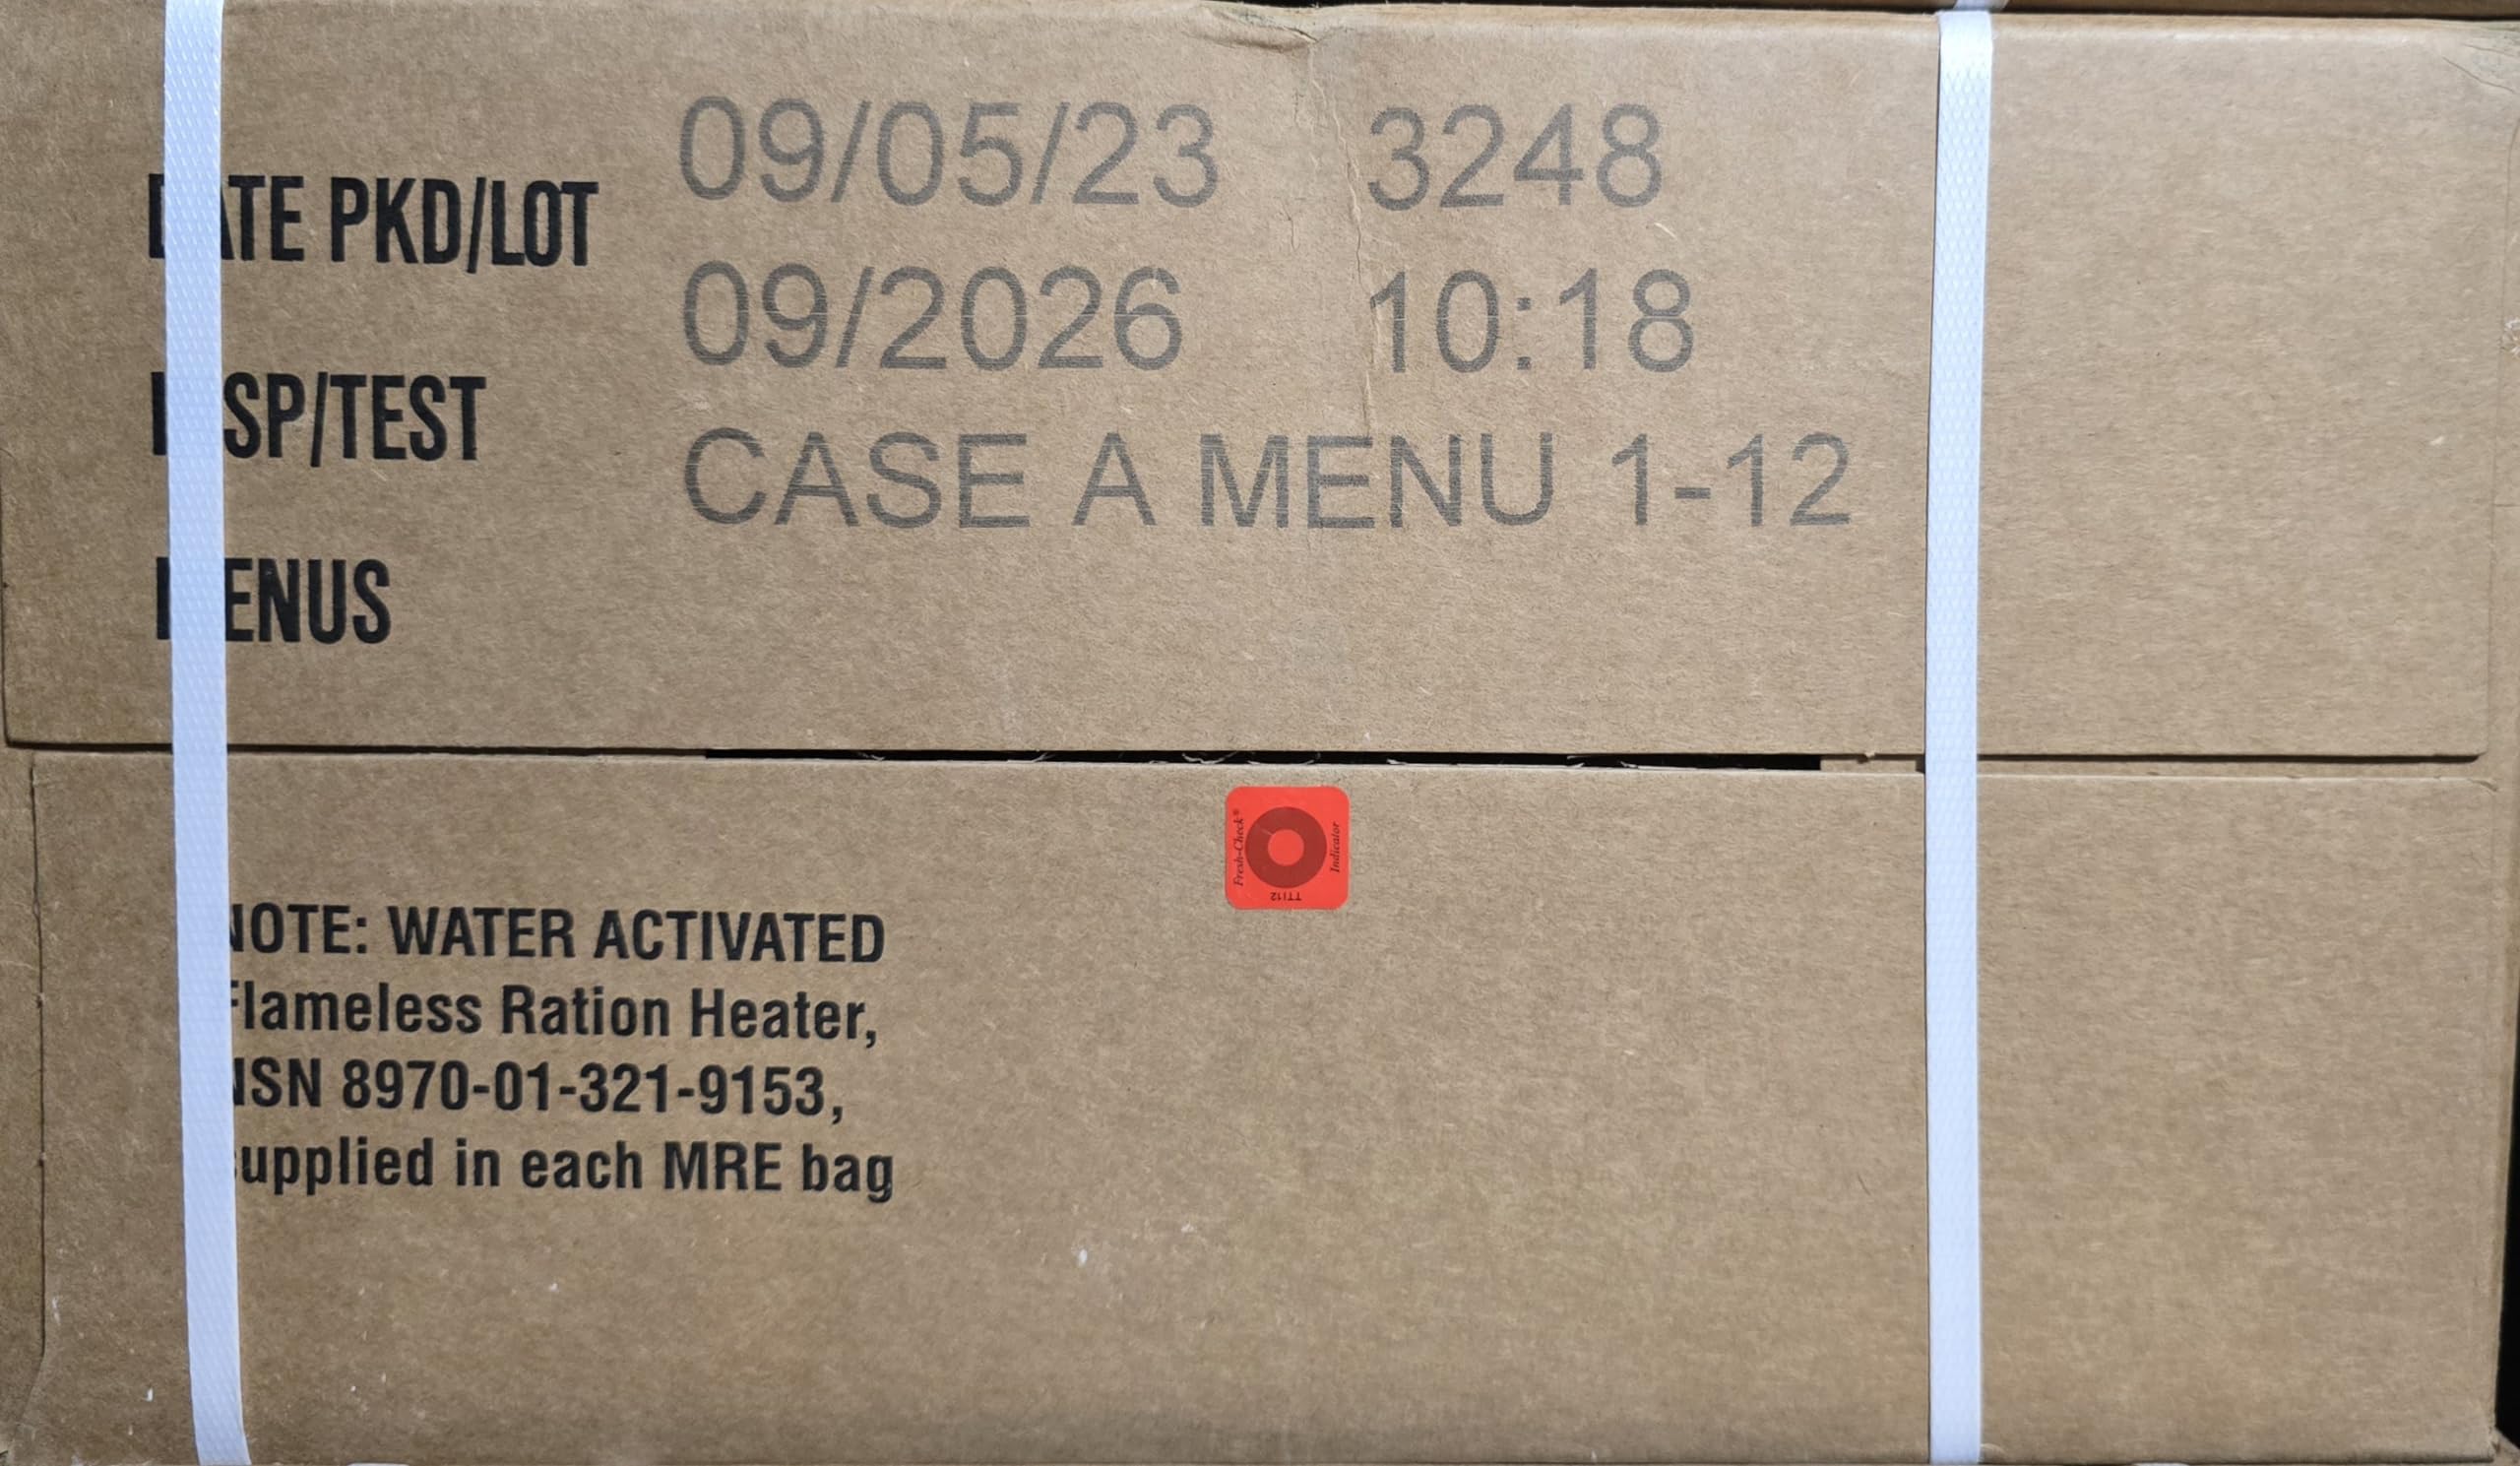 09/05/23 3248
DATE PKD/LOT
09/2026 10:18
INSP/TEST
CASE A MENU 1-12
MENUS
Fresh-Check® Indicator
TTI12
NOTE: WATER ACTIVATED
Flameless Ration Heater,
NSN 8970-01-321-9153,
supplied in each MRE bag